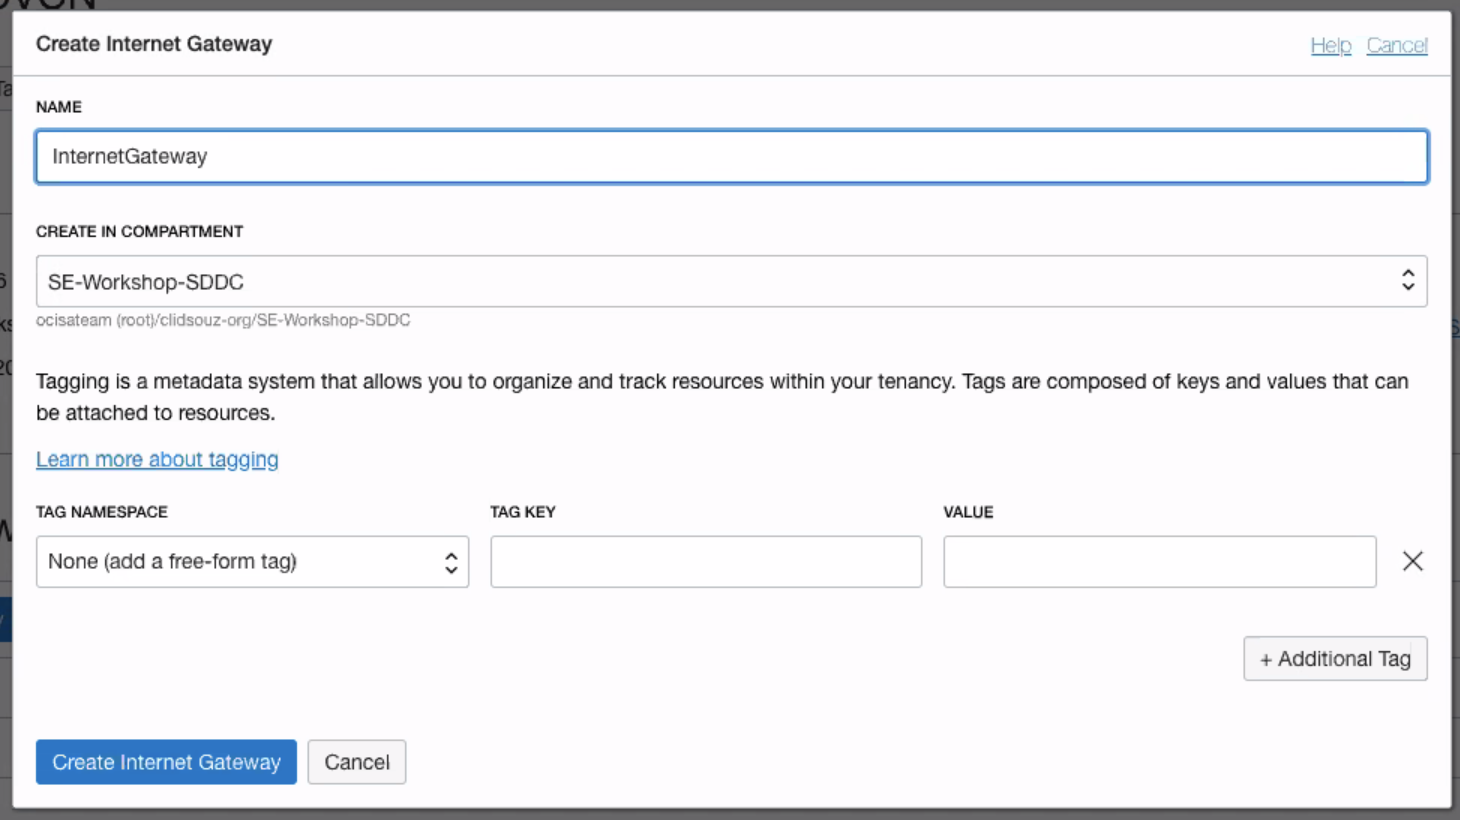 Create Internet Gateway
Help Cancel
NAME
InternetGateway
CREATE IN COMPARTMENT
SE-Workshop-SDDC
ocisateam (root)/clidsouz-org/SE-Workshop-SDDC
Tagging is a metadata system that allows you to organize and track resources within your tenancy. Tags are composed of keys and values that can
be attached to resources.
Learn more about tagging
TAG NAMESPACE TAG KEY VALUE
None (add a free-form tag)
+ Additional Tag
Create Internet Gateway Cancel